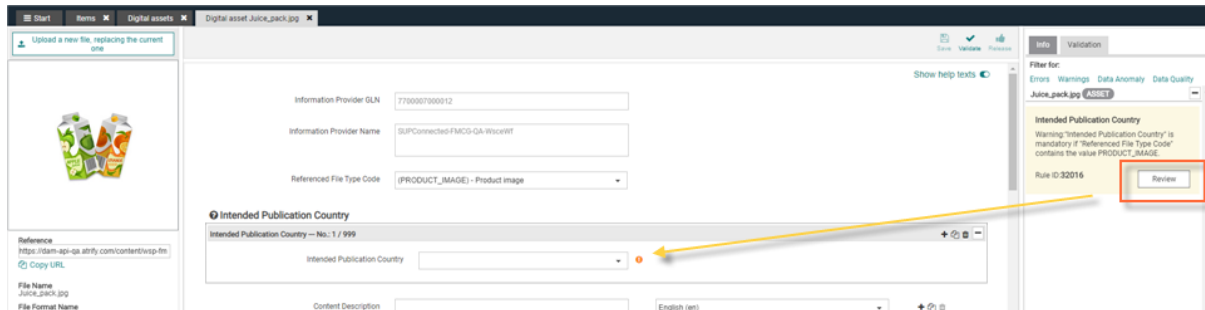 Start Items Digital assets Digital asset Juice_pack.jpg
Upload a new file, replacing the current
one
Save Validate Release
Info Validation
Filter for:
Errors Warnings Data Anomaly Data Quality
Juice_pack.jpg ASSET
Show help texts
Information Provider GLN 7700007000012
Information Provider Name SUPConnected-FMCG-QA-WsceWf
Referenced File Type Code (PRODUCT_IMAGE) - Product image
Intended Publication Country
Warning:"Intended Publication Country" is
mandatory if "Referenced File Type Code"
contains the value PRODUCT_IMAGE.
Rule ID:32016 Review
APPLE
ORANGE
Intended Publication Country
Intended Publication Country — No.: 1 / 999
Intended Publication Country
Reference
https://dam-api-qa.atrify.com/content/wsp-fm
Copy URL
File Name
Juice_pack.jpg
File Format Name
Content Description English (en)